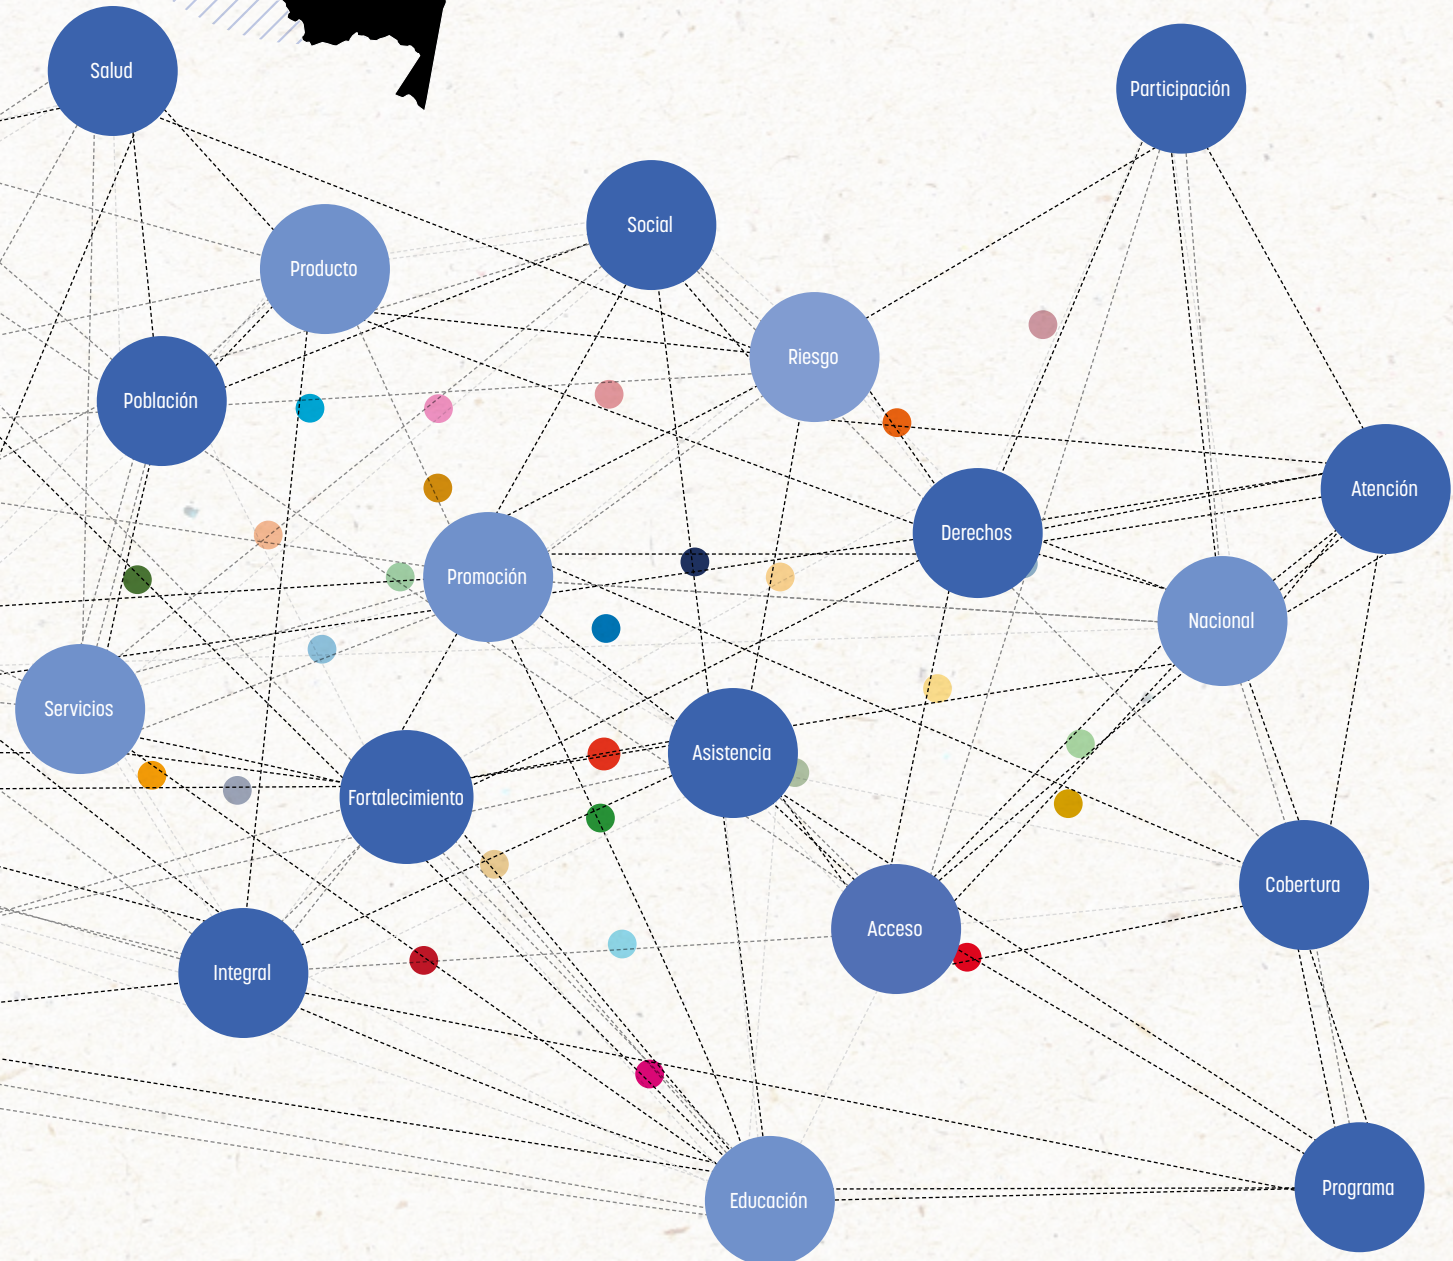 Salud
Participación
Social
Producto
Riesgo
Población
Atención
Derechos
Promoción
Nacional
Servicios
Asistencia
Fortalecimiento
Cobertura
Acceso
Integral
Programa
Educación